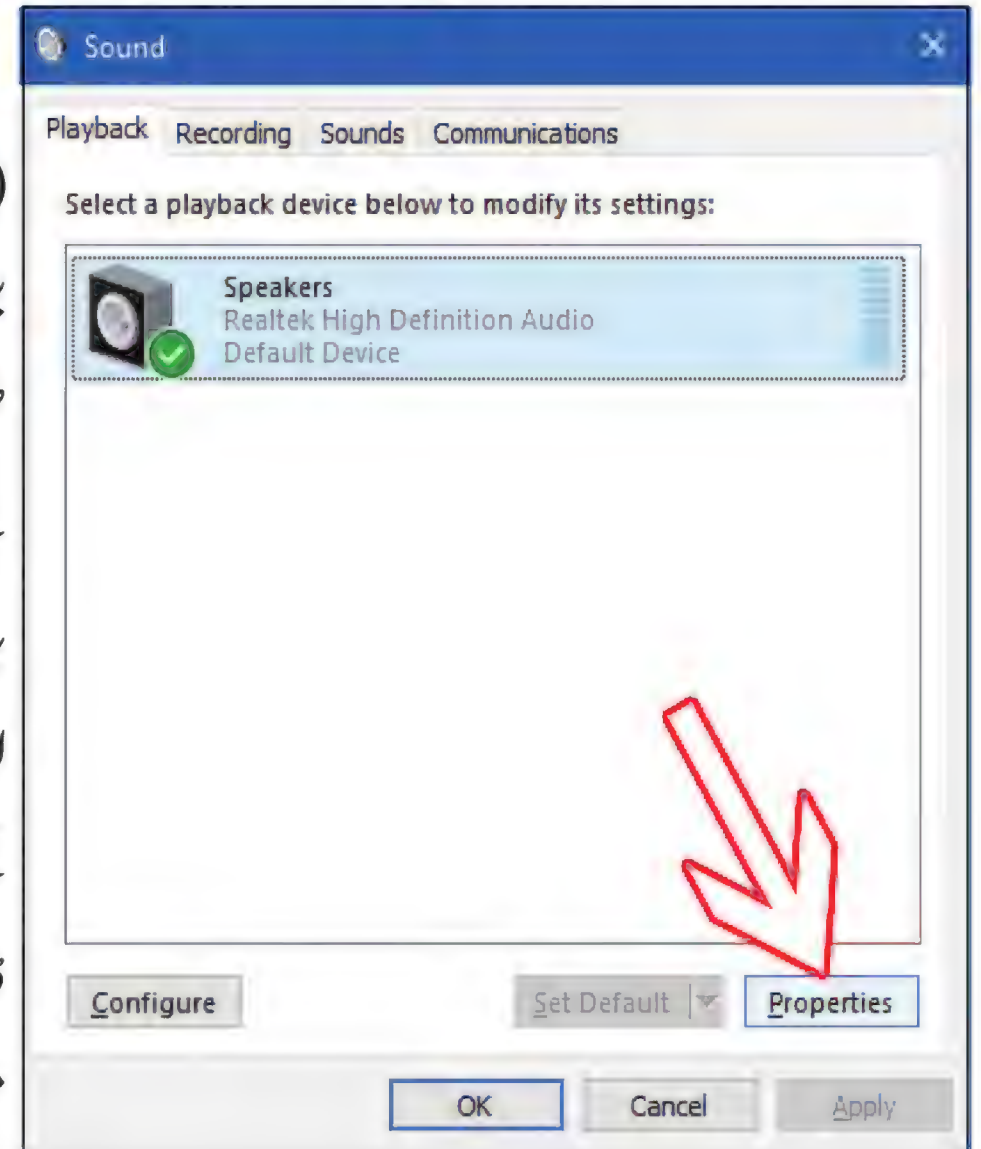 Sound
Playback Recording Sounds Communications
Select a playback device below to modify its settings:
Speakers
Realtek High Definition Audio
Default Device
Configure Set Default Properties
OK Cancel Apply